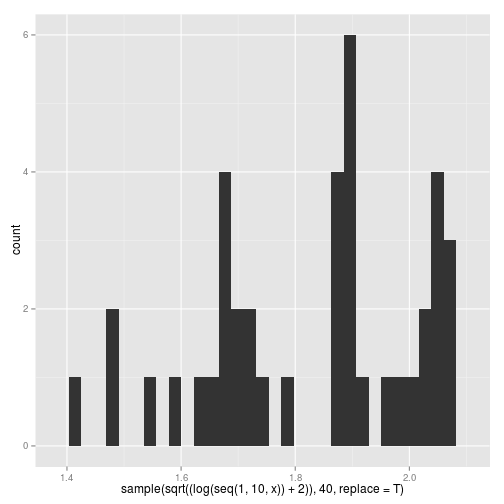 6
4
2
0
count
1.4 1.6 1.8 2.0
sample(sqrt((log(seq(1, 10, x)) + 2)), 40, replace = T)